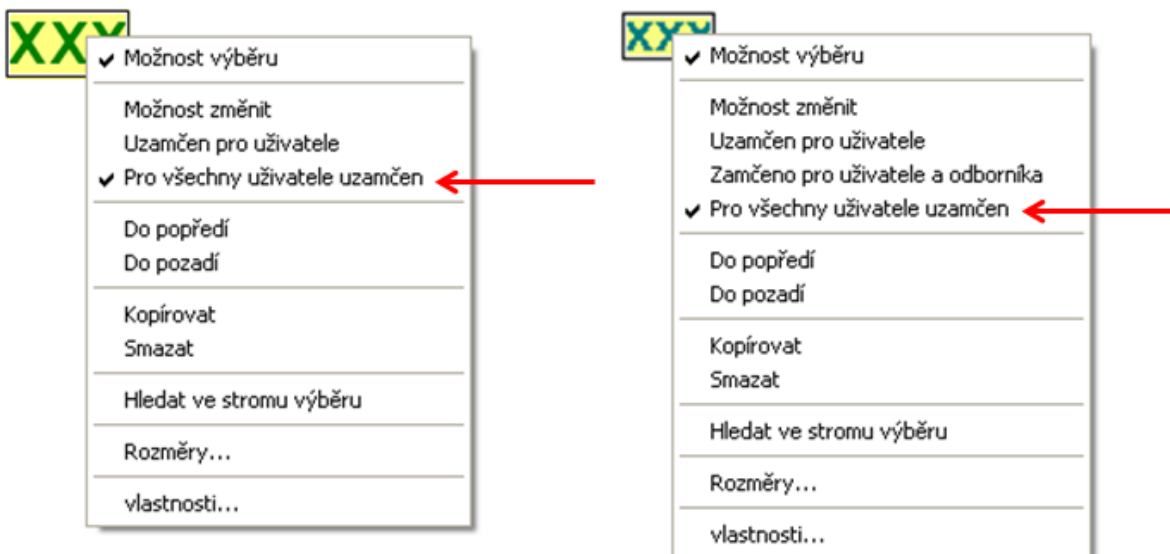 XXX
Možnost výběru
Možnost změnit
Uzamčen pro uživatele
Pro všechny uživatele uzamčen
Do popředí
Do pozadí
Kopírovat
Smazat
Hledat ve stromu výběru
Rozměry...
vlastnosti...
XXX
Možnost výběru
Možnost změnit
Uzamčen pro uživatele
Zamčeno pro uživatele a odborníka
Pro všechny uživatele uzamčen
Do popředí
Do pozadí
Kopírovat
Smazat
Hledat ve stromu výběru
Rozměry...
vlastnosti...